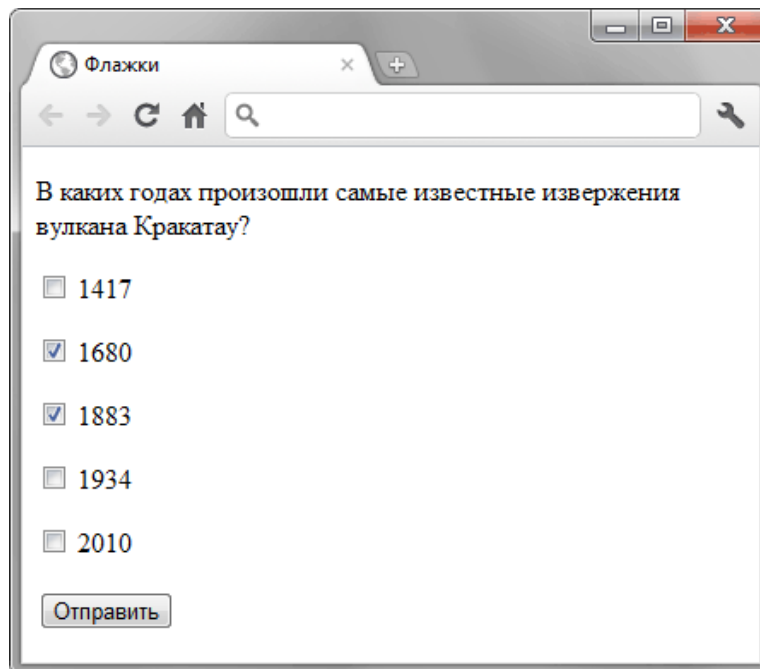 Флажки
В каких годах произошли самые известные извержения
вулкана Кракатау?
1417
1680
1883
1934
2010
Отправить